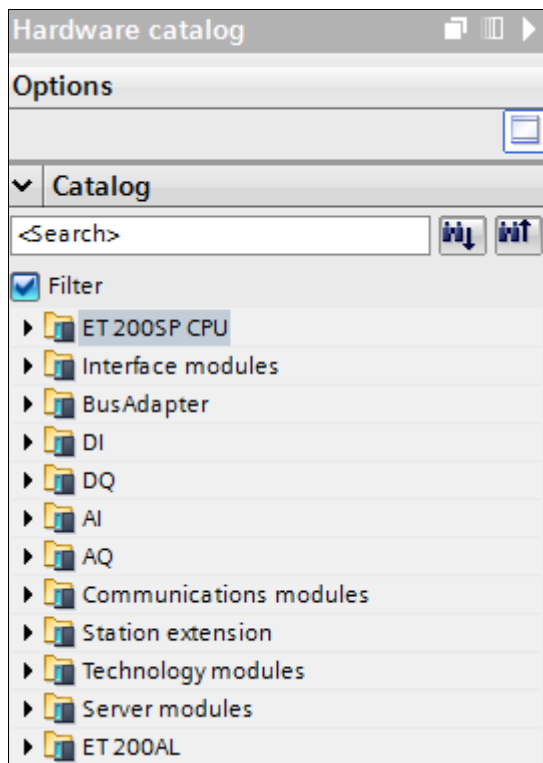 Hardware catalog
Options
Catalog
<Search>
Filter
ET 200SP CPU
Interface modules
BusAdapter
DI
DQ
AI
AQ
Communications modules
Station extension
Technology modules
Server modules
ET 200AL